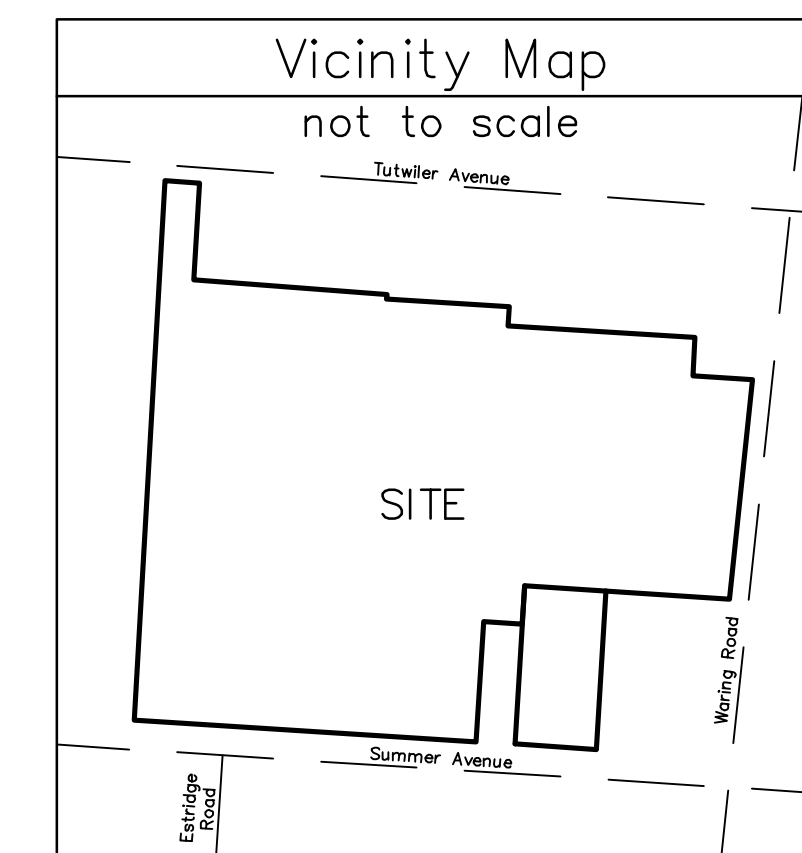 Vicinity Map
not to scale
Tutwiler Avenue
SITE
Waring Road
Summer Avenue
Estridge
Road